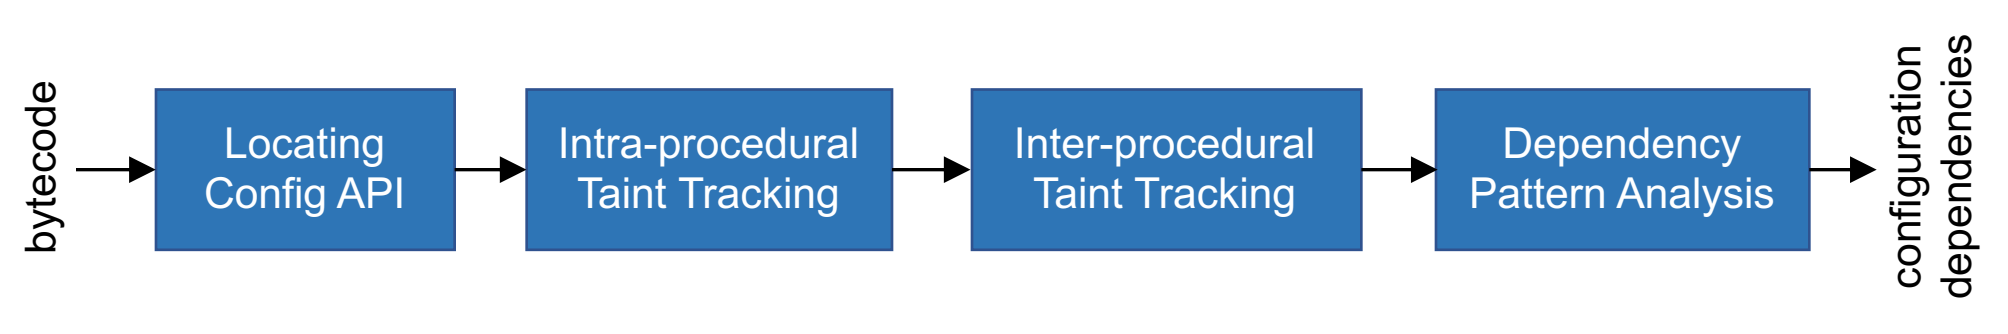 bytecode
Locating
Config API
Intra-procedural
Taint Tracking
Inter-procedural
Taint Tracking
Dependency
Pattern Analysis
configuration
dependencies